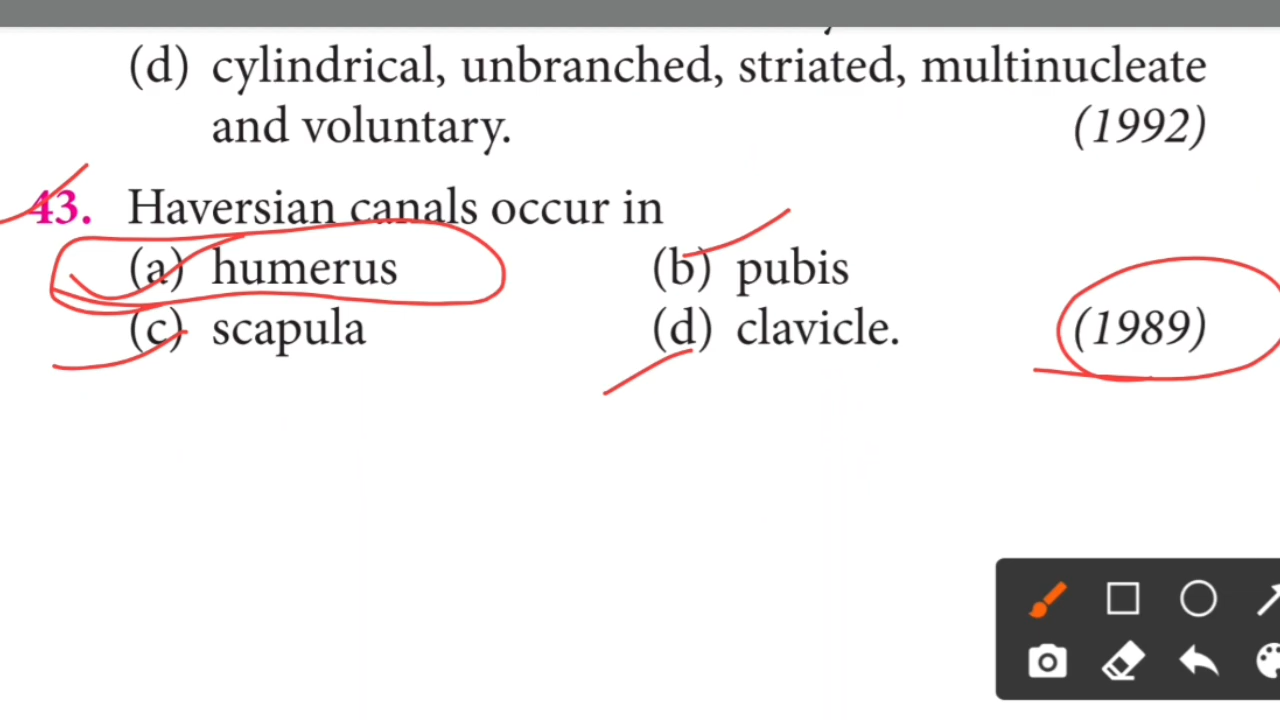 (d) cylindrical, unbranched, striated, multinucleate
and voluntary. (1992)
43. Haversian canals occur in
(a) humerus (b) pubis
(c) scapula (d) clavicle. (1989)